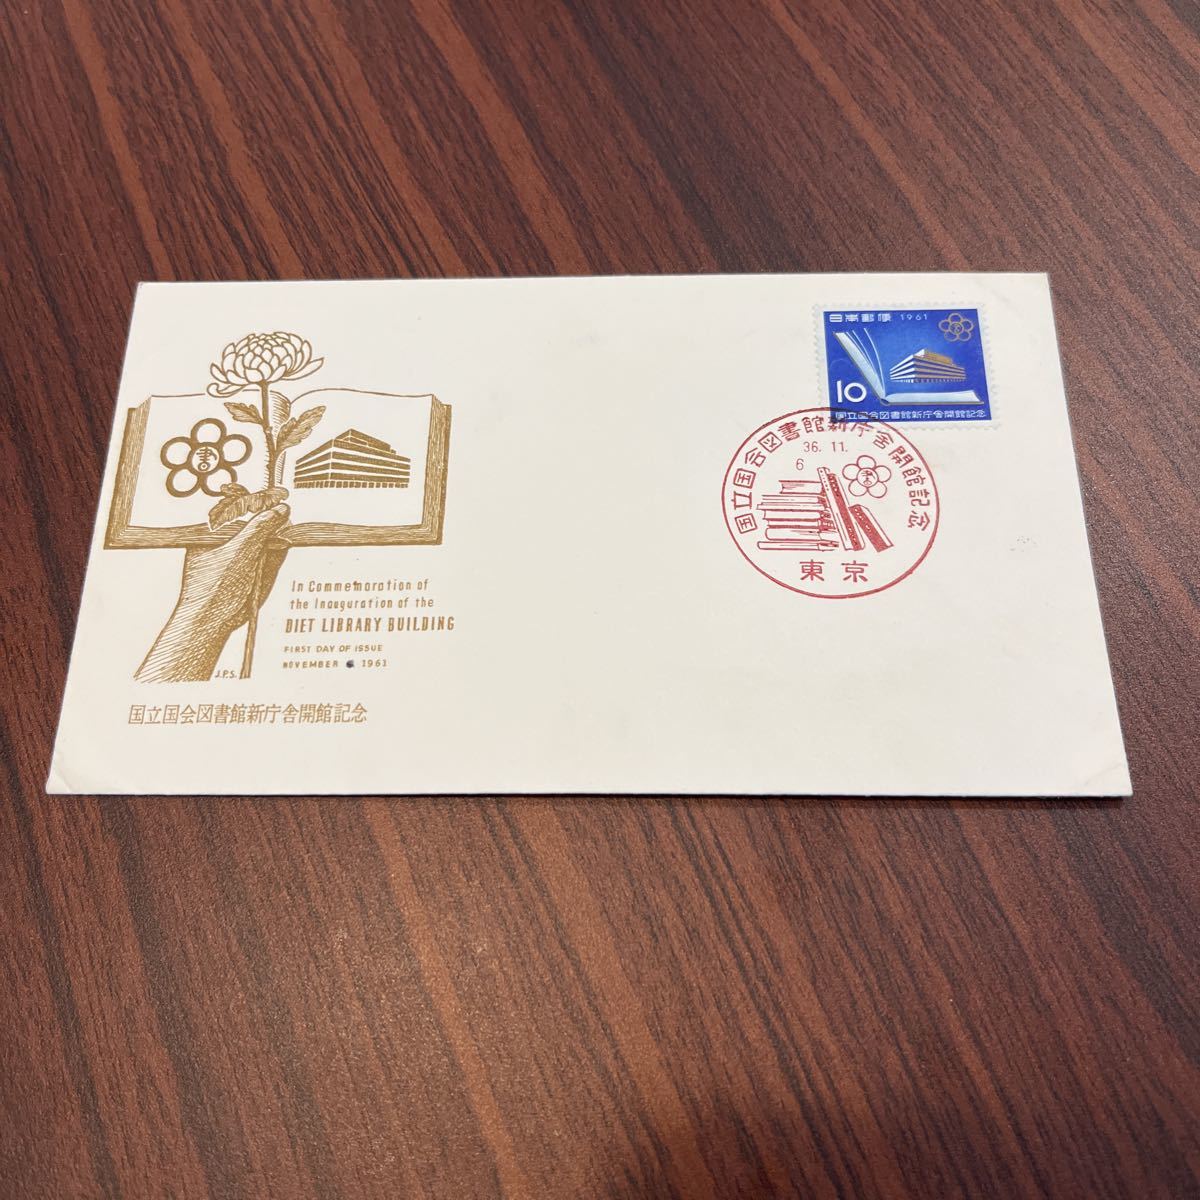 日本郵便 1961
10
国立国会図書館新庁舎開館記念
国立国会図書館新庁舎開館記念
36.11.
6
東京
In Commemoration of
the Inauguration of the
DIET LIBRARY BUILDING
FIRST DAY OF ISSUE
NOVEMBER 1961
J.P.S.
国立国会図書館新庁舎開館記念